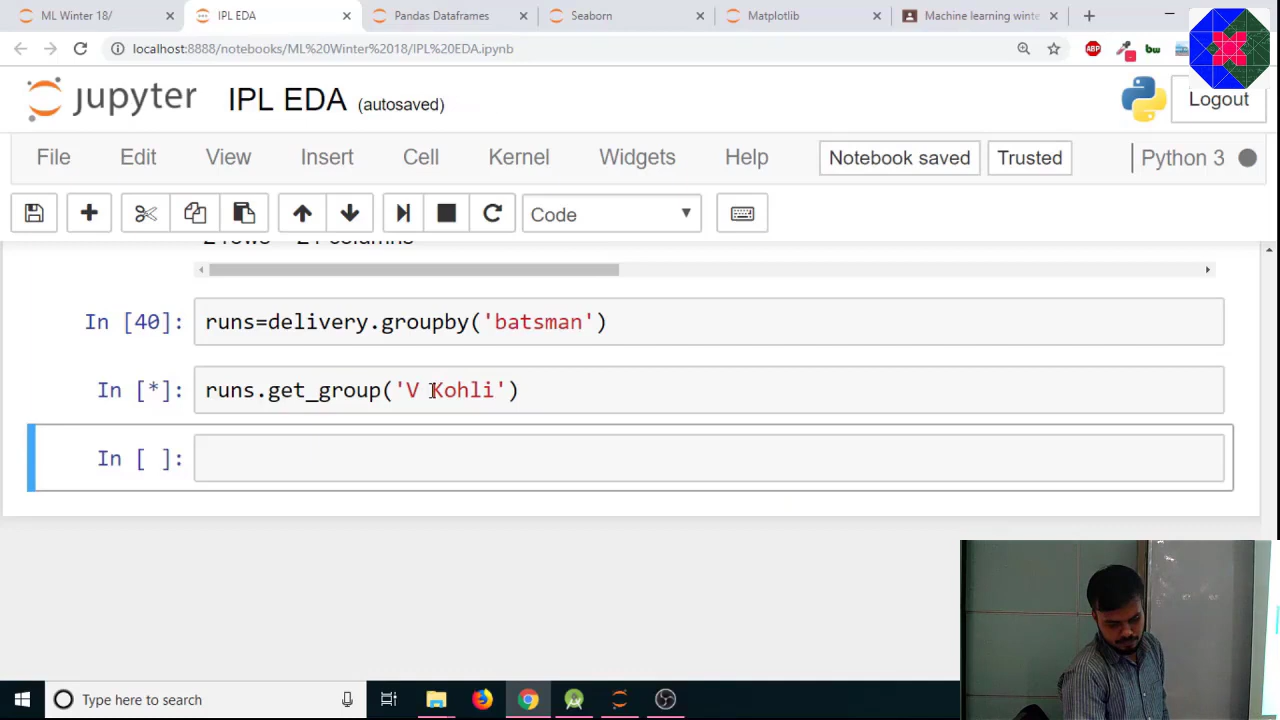 ML Winter 18/
IPL EDA
Pandas Dataframes
Seaborn
Matplotlib
Machine learning winte
localhost:8888/notebooks/ML%20Winter%2018/IPL%20EDA.ipynb
ABP
bw
jupyter
IPL EDA (autosaved)
Logout
File Edit View Insert Cell Kernel Widgets Help
Notebook saved
Trusted
Python 3
Code
In [40]: runs=delivery.groupby('batsman')
In [*]: runs.get_group('V Kohli')
In [ ]:
Type here to search